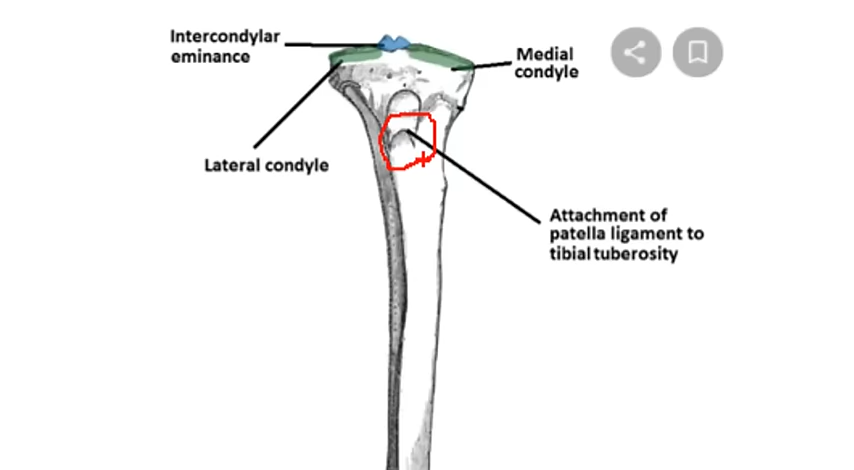 Intercondylar
eminance
Medial
condyle
Lateral condyle
Attachment of
patella ligament to
tibial tuberosity